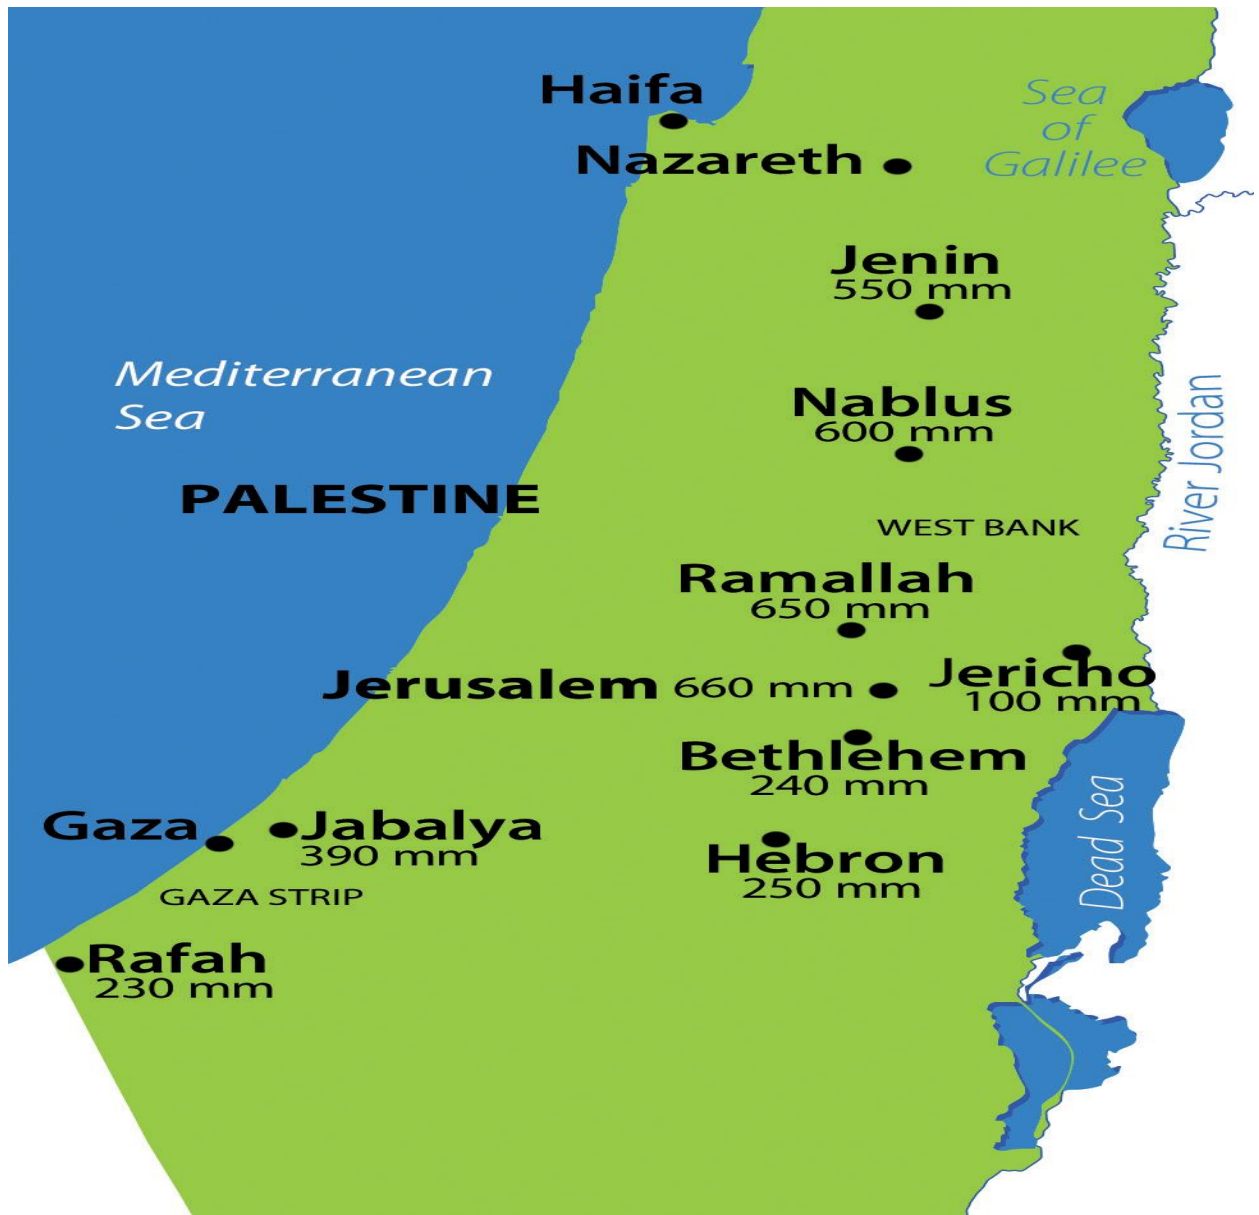 Haifa
Sea
of
Galilee
Nazareth
Jenin
550 mm
Mediterranean
Sea
Nablus
600 mm
River Jordan
PALESTINE
WEST BANK
Ramallah
650 mm
Jerusalem 660 mm
Jericho
100 mm
Bethlehem
240 mm
Dead Sea
Gaza
Jabalya
390 mm
Hebron
250 mm
GAZA STRIP
Rafah
230 mm